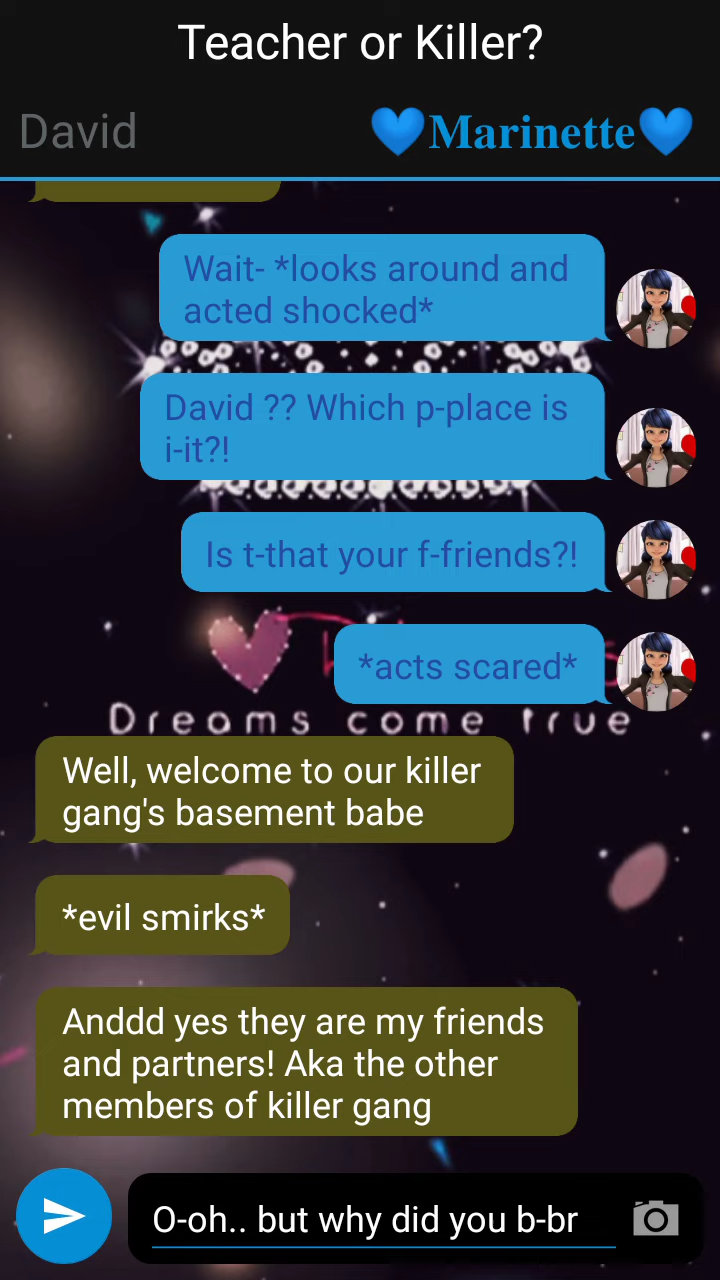 Teacher or Killer?
David
💙Marinette💙
Wait- *looks around and
acted shocked*
David ?? Which p-place is
i-it?!
Is t-that your f-friends?!
*acts scared*
Dreams come true
Well, welcome to our killer
gang's basement babe
*evil smirks*
Anddd yes they are my friends
and partners! Aka the other
members of killer gang
O-oh.. but why did you b-br